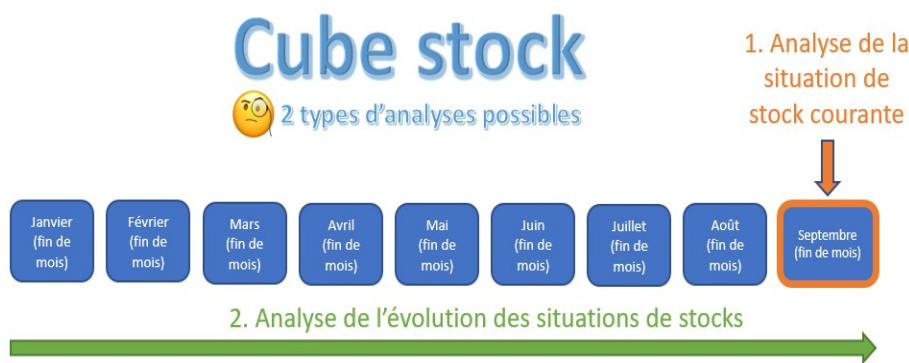 Cube stock
2 types d'analyses possibles
1. Analyse de la
situation de
stock courante
Janvier
(fin de
mois)
Février
(fin de
mois)
Mars
(fin de
mois)
Avril
(fin de
mois)
Mai
(fin de
mois)
Juin
(fin de
mois)
Juillet
(fin de
mois)
Août
(fin de
mois)
Septembre
(fin de mois)
2. Analyse de l'évolution des situations de stocks